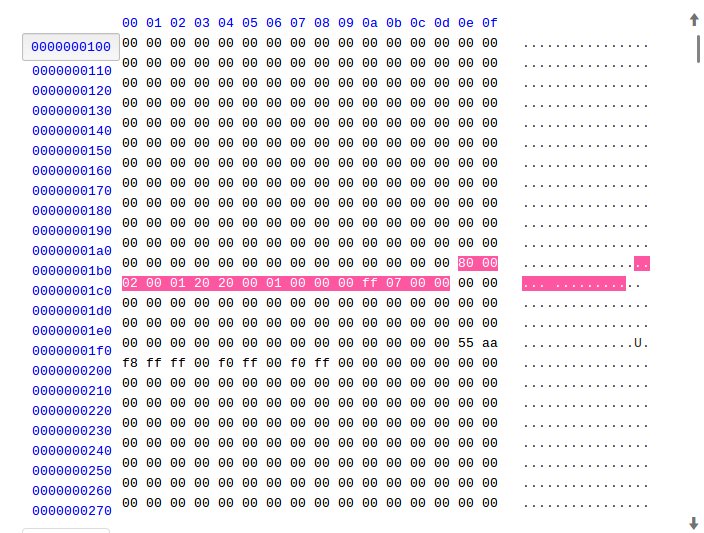 00 01 02 03 04 05 06 07 08 09 0a 0b 0c 0d 0e 0f
0000000100 00 00 00 00 00 00 00 00 00 00 00 00 00 00 00 00 ................
0000000110 00 00 00 00 00 00 00 00 00 00 00 00 00 00 00 00 ................
0000000120 00 00 00 00 00 00 00 00 00 00 00 00 00 00 00 00 ................
0000000130 00 00 00 00 00 00 00 00 00 00 00 00 00 00 00 00 ................
0000000140 00 00 00 00 00 00 00 00 00 00 00 00 00 00 00 00 ................
0000000150 00 00 00 00 00 00 00 00 00 00 00 00 00 00 00 00 ................
0000000160 00 00 00 00 00 00 00 00 00 00 00 00 00 00 00 00 ................
0000000170 00 00 00 00 00 00 00 00 00 00 00 00 00 00 00 00 ................
0000000180 00 00 00 00 00 00 00 00 00 00 00 00 00 00 00 00 ................
0000000190 00 00 00 00 00 00 00 00 00 00 00 00 00 00 00 00 ................
00000001a0 00 00 00 00 00 00 00 00 00 00 00 00 00 00 00 00 ................
00000001b0 00 00 00 00 00 00 00 00 00 00 00 00 00 00 80 00 ................
00000001c0 02 00 01 20 20 00 01 00 00 00 ff 07 00 00 00 00 ... ...........
00000001d0 00 00 00 00 00 00 00 00 00 00 00 00 00 00 00 00 ................
00000001e0 00 00 00 00 00 00 00 00 00 00 00 00 00 00 00 00 ................
00000001f0 00 00 00 00 00 00 00 00 00 00 00 00 00 00 55 aa ..............U.
0000000200 f8 ff ff 00 f0 ff 00 f0 ff 00 00 00 00 00 00 00 ................
0000000210 00 00 00 00 00 00 00 00 00 00 00 00 00 00 00 00 ................
0000000220 00 00 00 00 00 00 00 00 00 00 00 00 00 00 00 00 ................
0000000230 00 00 00 00 00 00 00 00 00 00 00 00 00 00 00 00 ................
0000000240 00 00 00 00 00 00 00 00 00 00 00 00 00 00 00 00 ................
0000000250 00 00 00 00 00 00 00 00 00 00 00 00 00 00 00 00 ................
0000000260 00 00 00 00 00 00 00 00 00 00 00 00 00 00 00 00 ................
0000000270 00 00 00 00 00 00 00 00 00 00 00 00 00 00 00 00 ................